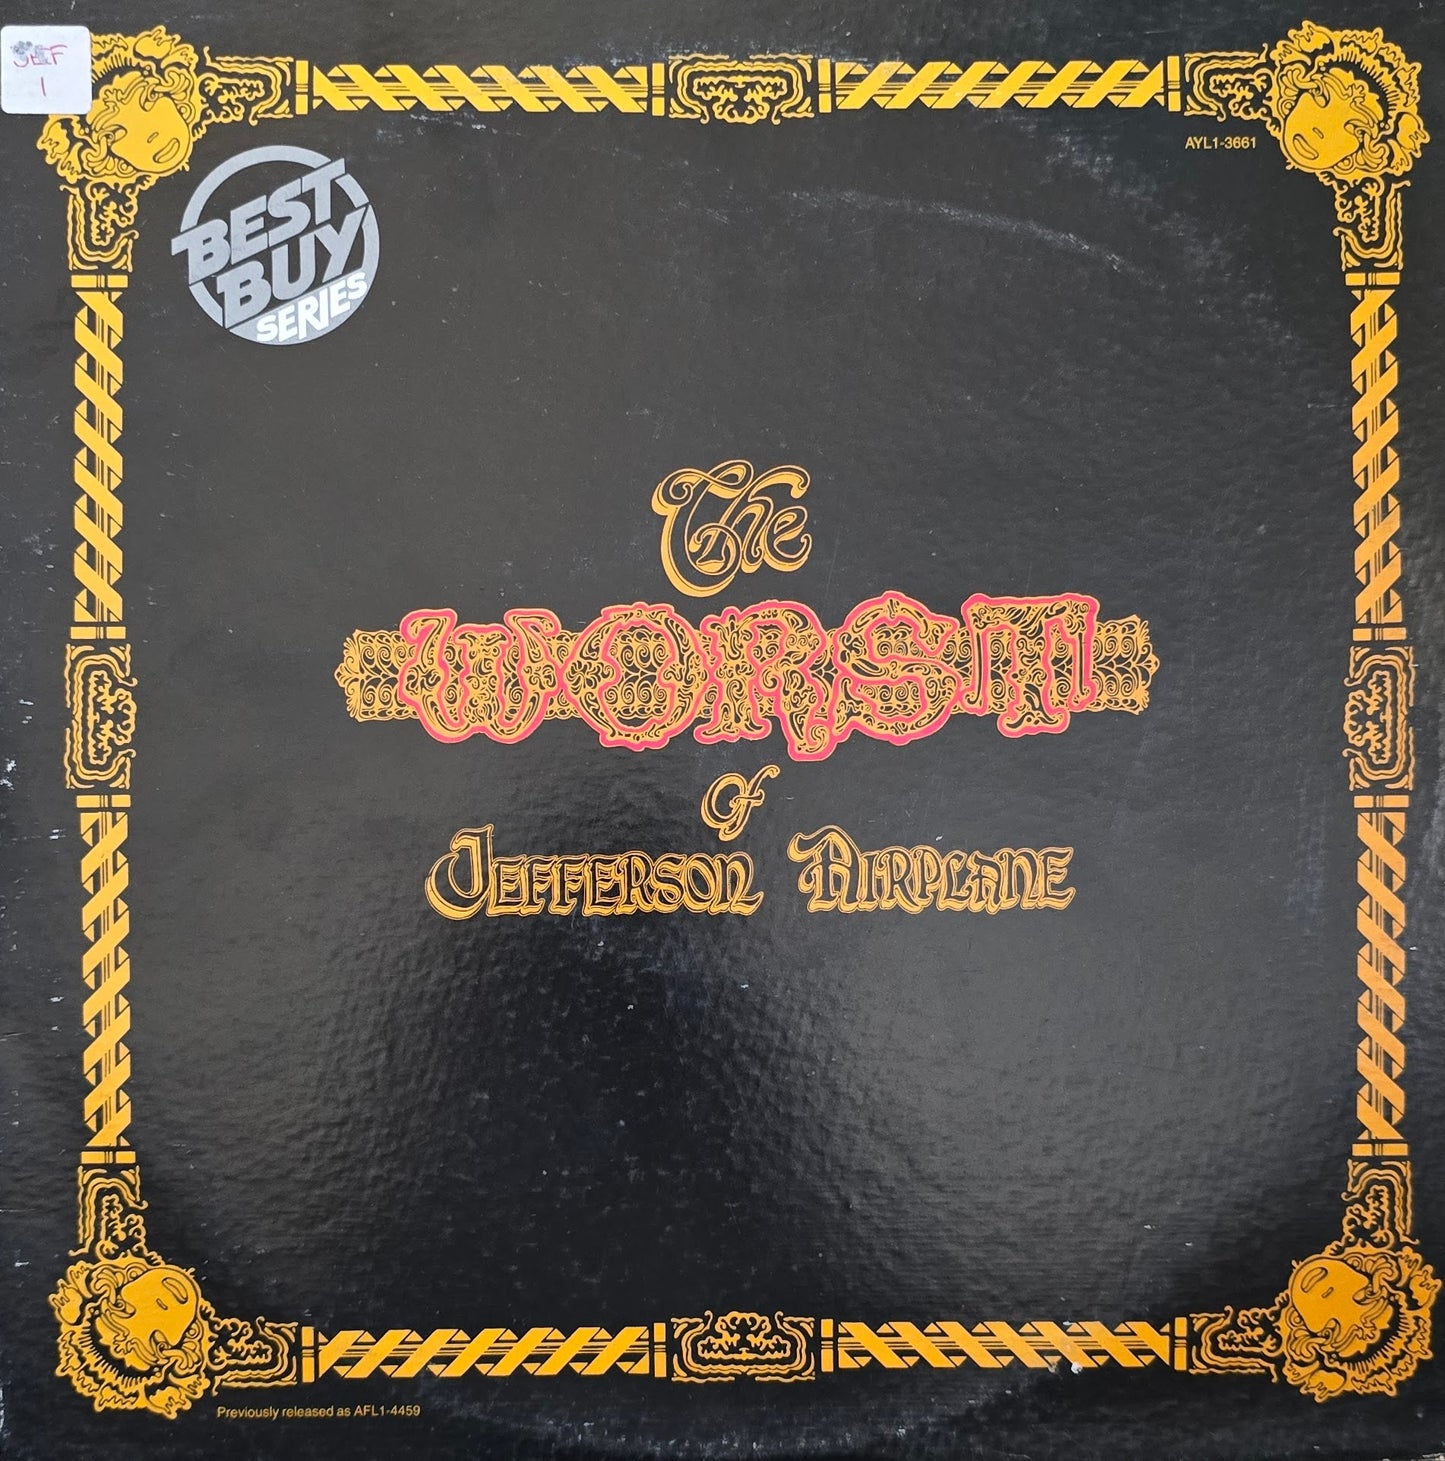 JEF
1
AYL1-3661
BEST
BUY
SERIES
The
WORST
of
JEFFERSON AIRPLANE
Previously released as AFL1-4459